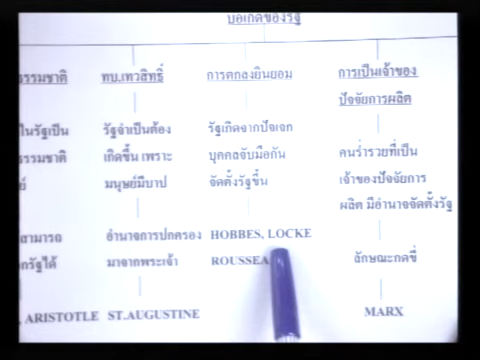 บ่อเกิดของรัฐ
ธรรมชาติ
ในรัฐเป็น
ธรรมชาติ
สามารถ
กรัฐได้
ARISTOTLE
ทบ.เทวสิทธิ์
รัฐจำเป็นต้อง
เกิดขึ้น เพราะ
มนุษย์มีบาป
อำนาจการปกครอง
มาจากพระเจ้า
ST.AUGUSTINE
การตกลงยินยอม
รัฐเกิดจากปัจเจก
บุคคลจับมือกัน
จัดตั้งรัฐขึ้น
HOBBES, LOCKE
ROUSSEA
การเป็นเจ้าของ
ปัจจัยการผลิต
คนร่ำรวยที่เป็น
เจ้าของปัจจัยการ
ผลิต มีอำนาจจัดตั้งรัฐ
ลักษณะกดขี่
MARX